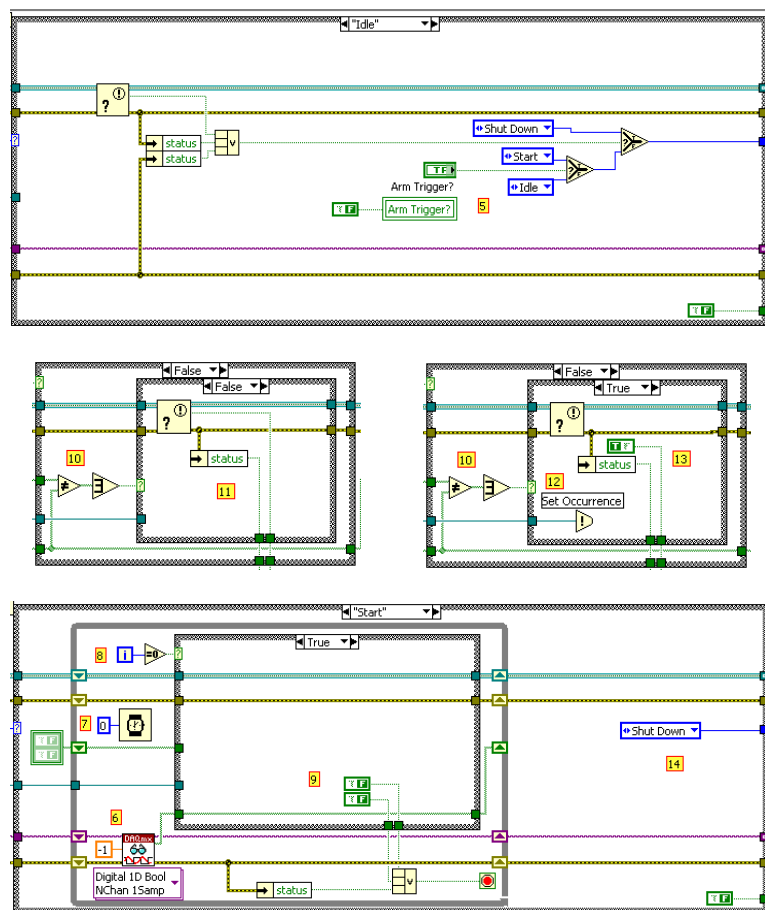 "Idle"
?
?
status
status
v
Shut Down
Start
TF
Arm Trigger?
Idle
T F
Arm Trigger?
5
T F
False
False
?
?
10
status
?
11
False
True
?
?
10
T F
status
13
12
?
Set Occurrence
!
"Start"
True
8
i
=0
?
7
0
?
T F
T F
Shut Down
14
9
T F
T F
6
DAQmx
-1
Digital 1D Bool
NChan 1Samp
status
v
T F